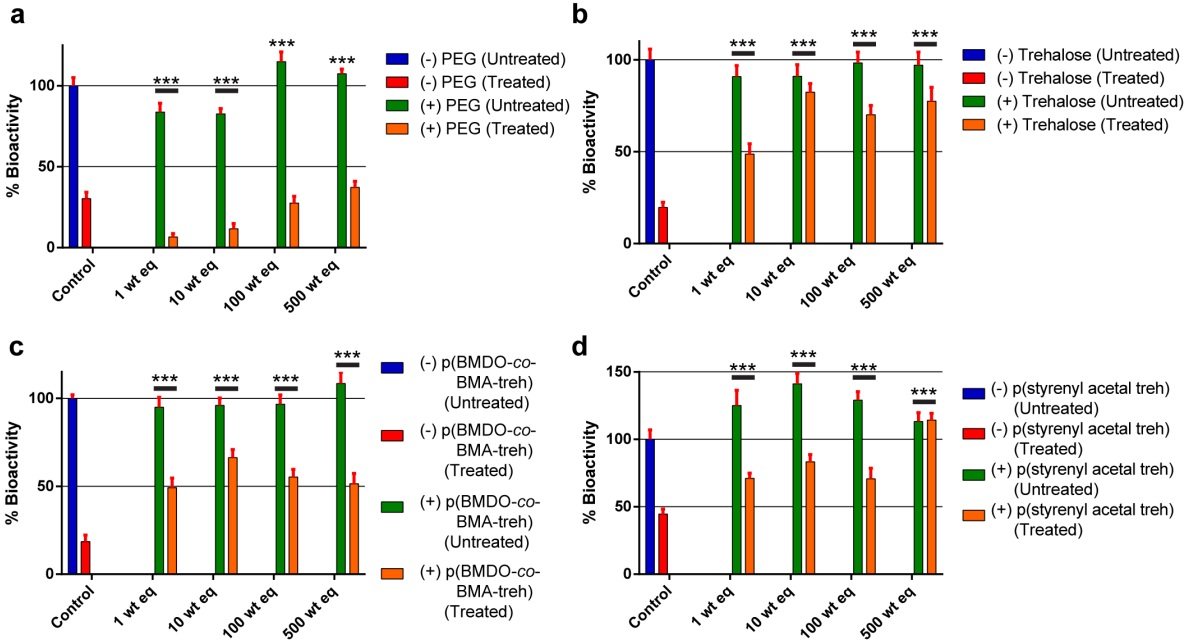 a
% Bioactivity
100
50
0
Control
1 wt eq
10 wt eq
100 wt eq
500 wt eq
***
***
***
***
(-) PEG (Untreated)
(-) PEG (Treated)
(+) PEG (Untreated)
(+) PEG (Treated)
b
% Bioactivity
100
50
0
Control
1 wt eq
10 wt eq
100 wt eq
500 wt eq
***
***
***
***
(-) Trehalose (Untreated)
(-) Trehalose (Treated)
(+) Trehalose (Untreated)
(+) Trehalose (Treated)
c
% Bioactivity
100
50
0
Control
1 wt eq
10 wt eq
100 wt eq
500 wt eq
***
***
***
***
(-) p(BMDO-co-
BMA-treh)
(Untreated)
(-) p(BMDO-co-
BMA-treh)
(Treated)
(+) p(BMDO-co-
BMA-treh)
(Untreated)
(+) p(BMDO-co-
BMA-treh)
(Treated)
d
% Bioactivity
150
100
50
0
Control
1 wt eq
10 wt eq
100 wt eq
500 wt eq
***
***
***
***
(-) p(styrenyl acetal treh)
(Untreated)
(-) p(styrenyl acetal treh)
(Treated)
(+) p(styrenyl acetal treh)
(Untreated)
(+) p(styrenyl acetal treh)
(Treated)